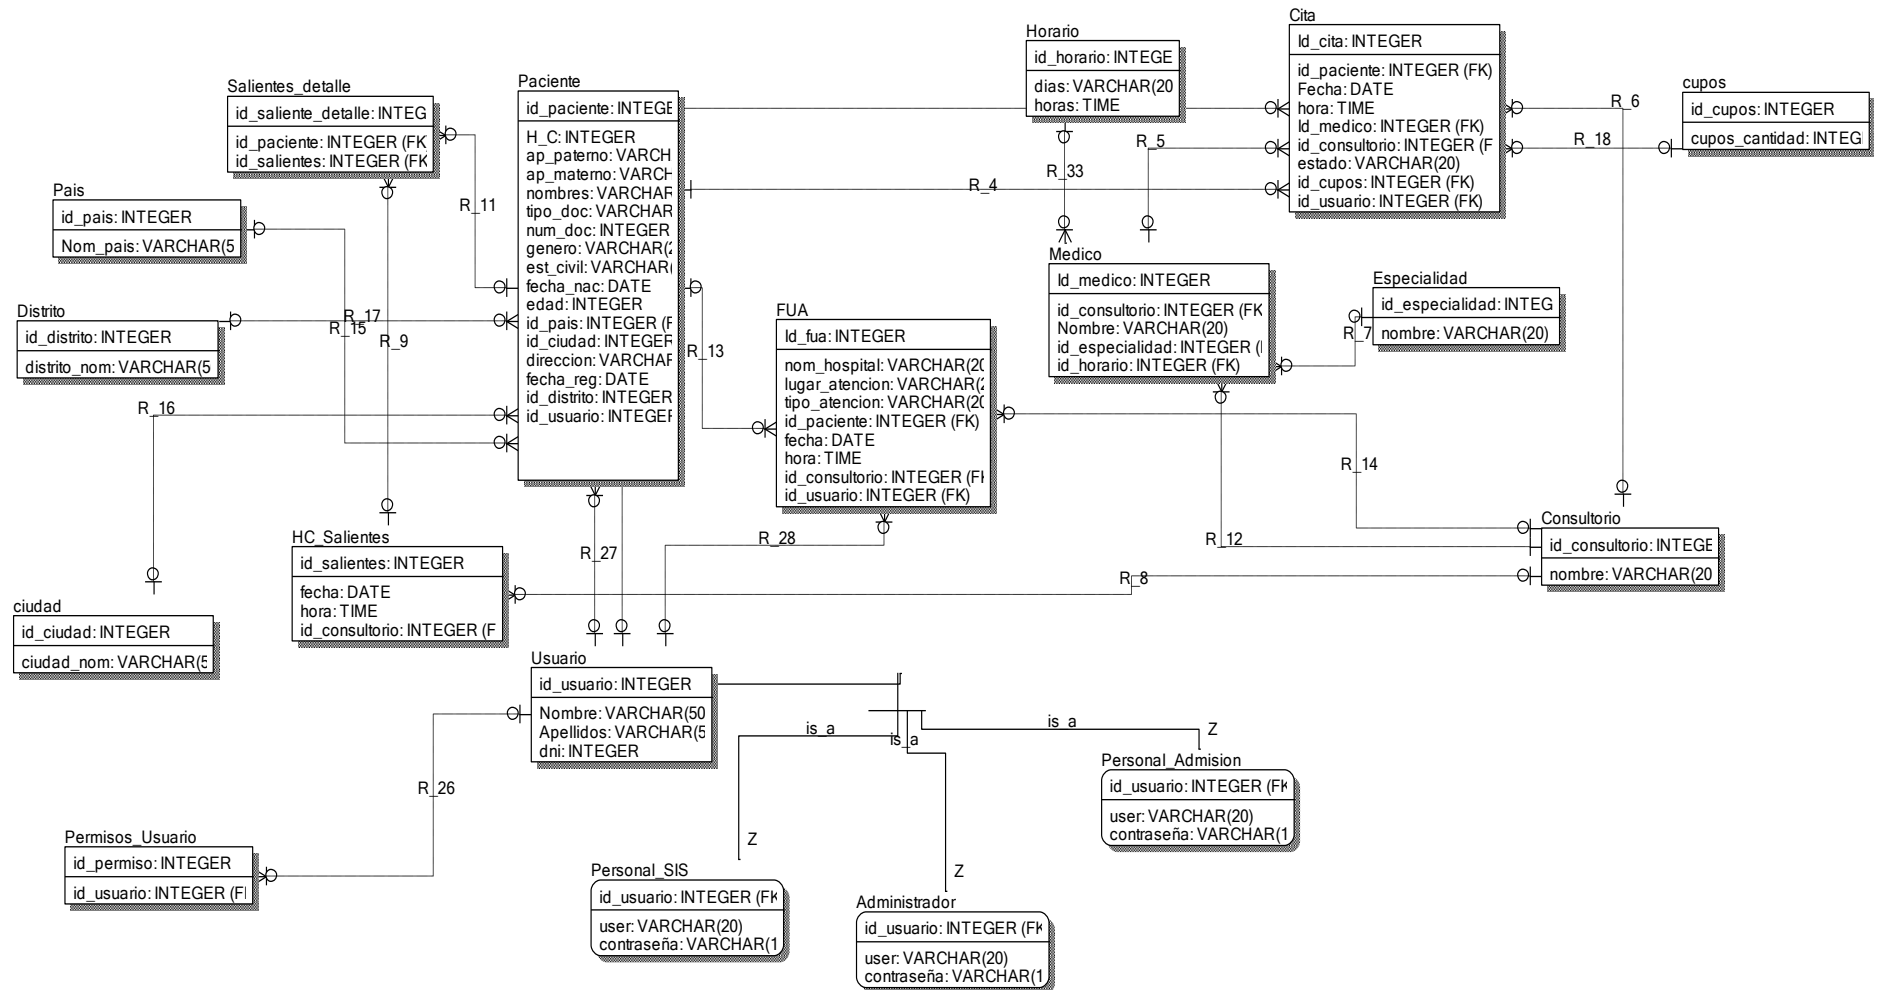 Cita
Id_cita: INTEGER
id_paciente: INTEGER (FK)
Fecha: DATE
hora: TIME
Id_medico: INTEGER (FK)
id_consultorio: INTEGER (F
estado: VARCHAR(20)
id_cupos: INTEGER (FK)
id_usuario: INTEGER (FK)
Horario
id_horario: INTEGE
dias: VARCHAR(20
horas: TIME
cupos
id_cupos: INTEGER
cupos_cantidad: INTEG
Salientes_detalle
id_saliente_detalle: INTEG
id_paciente: INTEGER (FK
id_salientes: INTEGER (FK
Paciente
id_paciente: INTEGE
H_C: INTEGER
ap_paterno: VARCH
ap_materno: VARCH
nombres: VARCHAR
tipo_doc: VARCHAR
num_doc: INTEGER
genero: VARCHAR(2
est_civil: VARCHAR(
fecha_nac: DATE
edad: INTEGER
id_pais: INTEGER (F
id_ciudad: INTEGER
direccion: VARCHAR
fecha_reg: DATE
id_distrito: INTEGER
id_usuario: INTEGER
R_6
R_5
R_18
R_33
R_4
R_11
Pais
id_pais: INTEGER
Nom_pais: VARCHAR(5
Medico
Id_medico: INTEGER
id_consultorio: INTEGER (FK
Nombre: VARCHAR(20)
id_especialidad: INTEGER (
id_horario: INTEGER (FK)
Especialidad
id_especialidad: INTEG
nombre: VARCHAR(20)
R_7
Distrito
id_distrito: INTEGER
distrito_nom: VARCHAR(5
R_17
R_15
R_9
R_13
FUA
Id_fua: INTEGER
nom_hospital: VARCHAR(20
lugar_atencion: VARCHAR(2
tipo_atencion: VARCHAR(20
id_paciente: INTEGER (FK)
fecha: DATE
hora: TIME
id_consultorio: INTEGER (FK
id_usuario: INTEGER (FK)
R_16
R_14
R_12
R_28
R_27
R_8
Consultorio
id_consultorio: INTEGE
nombre: VARCHAR(20
HC_Salientes
id_salientes: INTEGER
fecha: DATE
hora: TIME
id_consultorio: INTEGER (F
ciudad
id_ciudad: INTEGER
ciudad_nom: VARCHAR(5
Usuario
id_usuario: INTEGER
Nombre: VARCHAR(50
Apellidos: VARCHAR(5
dni: INTEGER
is_a
is_a
is_a
Z
Z
Z
R_26
Personal_Admision
id_usuario: INTEGER (FK
user: VARCHAR(20)
contraseña: VARCHAR(1
Permisos_Usuario
id_permiso: INTEGER
id_usuario: INTEGER (F
Personal_SIS
id_usuario: INTEGER (FK
user: VARCHAR(20)
contraseña: VARCHAR(1
Administrador
id_usuario: INTEGER (FK
user: VARCHAR(20)
contraseña: VARCHAR(1